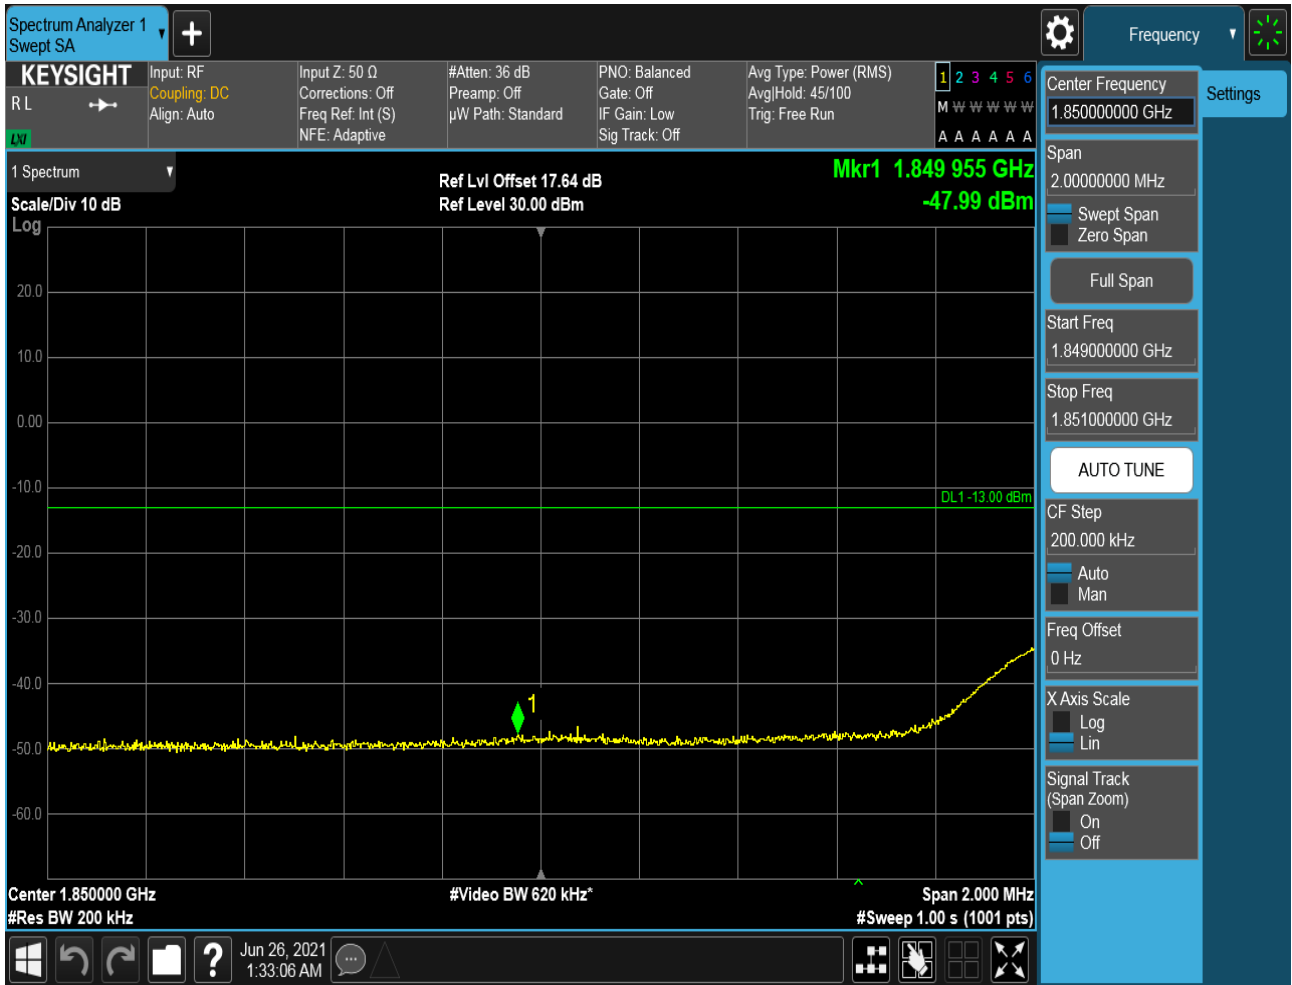 Spectrum Analyzer 1
Swept SA
Frequency
KEYSIGHT
R L
LXI
Input: RF
Coupling: DC
Align: Auto
Input Z: 50 Ω
Corrections: Off
Freq Ref: Int (S)
NFE: Adaptive
#Atten: 36 dB
Preamp: Off
µW Path: Standard
PNO: Balanced
Gate: Off
IF Gain: Low
Sig Track: Off
Avg Type: Power (RMS)
Avg|Hold: 45/100
Trig: Free Run
1 2 3 4 5 6
M W W W W W
A A A A A A
1 Spectrum
Scale/Div 10 dB
Log
Ref Lvl Offset 17.64 dB
Ref Level 30.00 dBm
Mkr1 1.849 955 GHz
-47.99 dBm
20.0
10.0
0.00
-10.0
DL1 -13.00 dBm
-20.0
-30.0
-40.0
1
-50.0
-60.0
Center 1.850000 GHz
#Video BW 620 kHz*
Span 2.000 MHz
#Res BW 200 kHz
#Sweep 1.00 s (1001 pts)
Jun 26, 2021
1:33:06 AM
Center Frequency
1.850000000 GHz
Settings
Span
2.00000000 MHz
Swept Span
Zero Span
Full Span
Start Freq
1.849000000 GHz
Stop Freq
1.851000000 GHz
AUTO TUNE
CF Step
200.000 kHz
Auto
Man
Freq Offset
0 Hz
X Axis Scale
Log
Lin
Signal Track
(Span Zoom)
On
Off